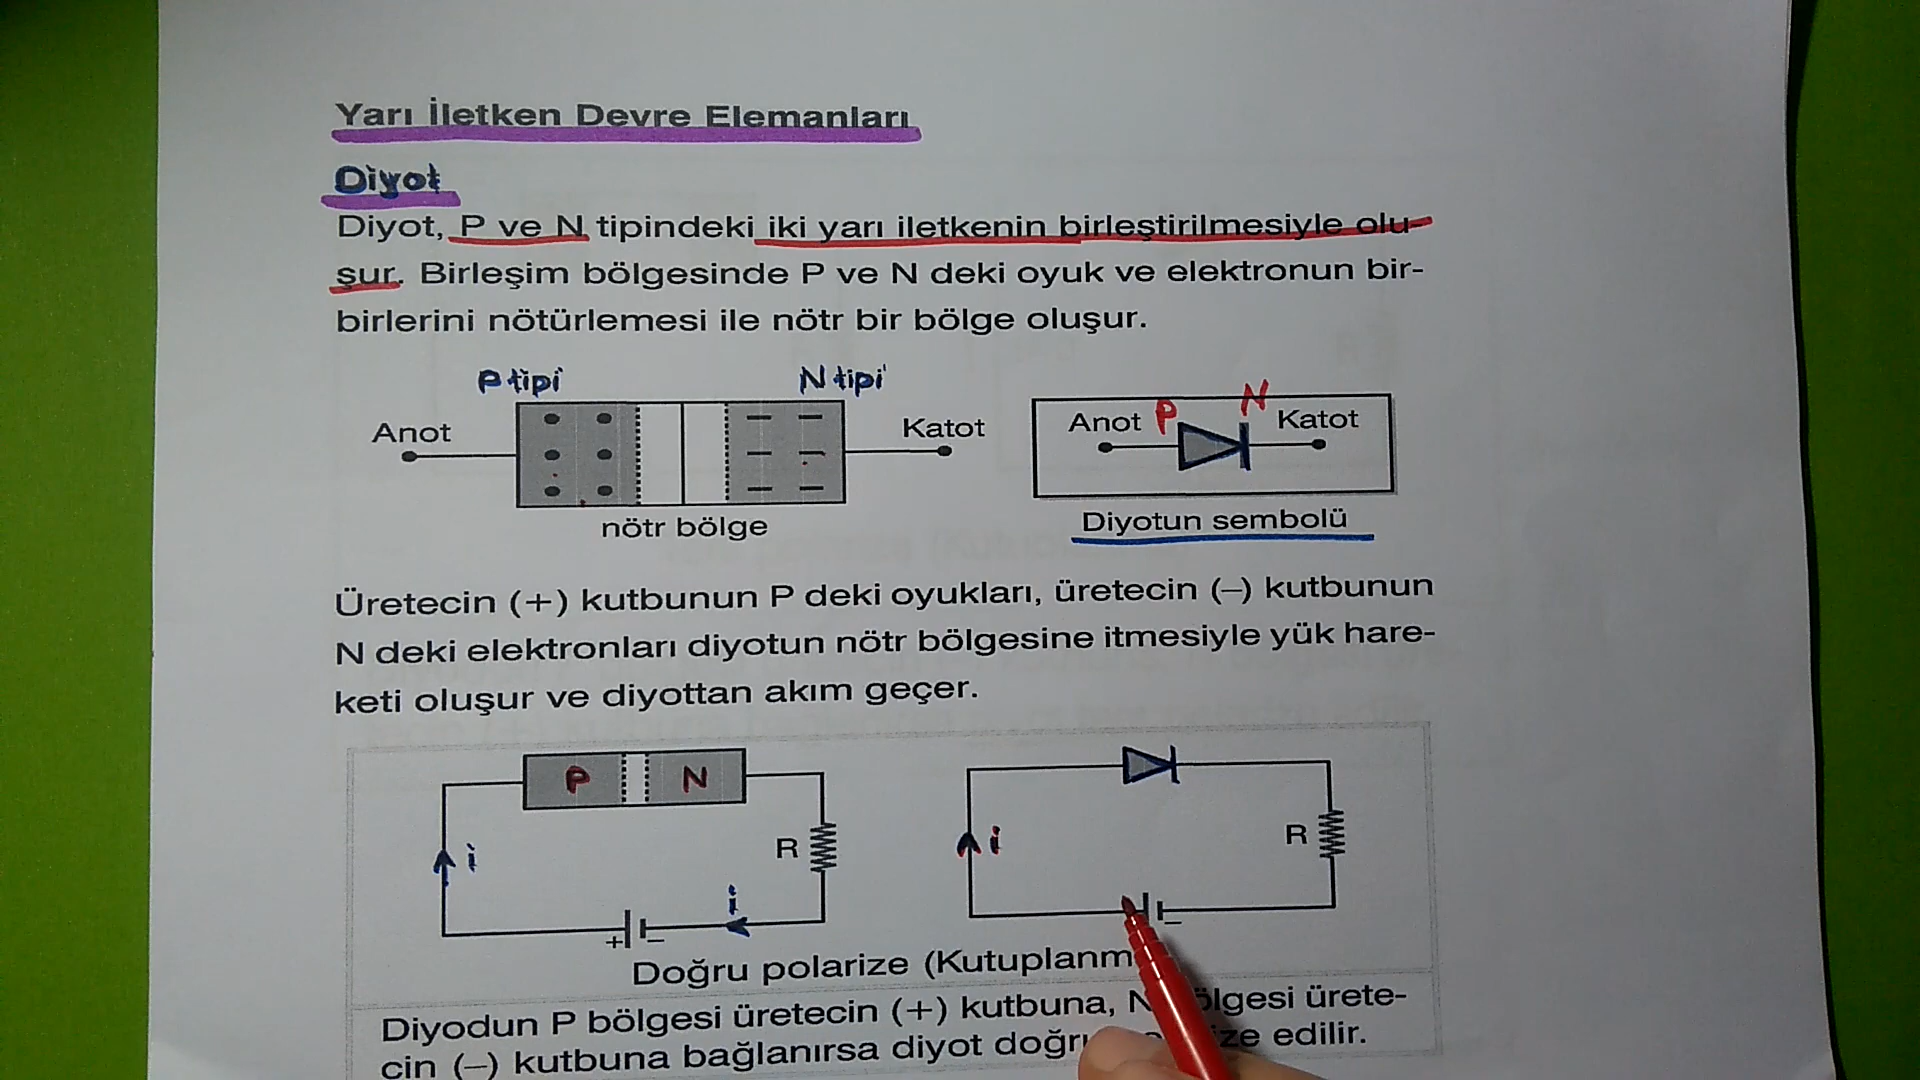 Yarı İletken Devre Elemanları
Diyot
Diyot, P ve N tipindeki iki yarı iletkenin birleştirilmesiyle olu-
şur. Birleşim bölgesinde P ve N deki oyuk ve elektronun bir-
birlerini nötürlemesi ile nötr bir bölge oluşur.
P tipi N tipi
Anot Katot
nötr bölge
Anot P N Katot
Diyotun sembolü
Üretecin (+) kutbunun P deki oyukları, üretecin (–) kutbunun
N deki elektronları diyotun nötr bölgesine itmesiyle yük hare-
keti oluşur ve diyottan akım geçer.
P N
i R i
+ –
i R
–
Doğru polarize (Kutuplanm
Diyodun P bölgesi üretecin (+) kutbuna, N ölgesi ürete-
cin (–) kutbuna bağlanırsa diyot doğru ize edilir.